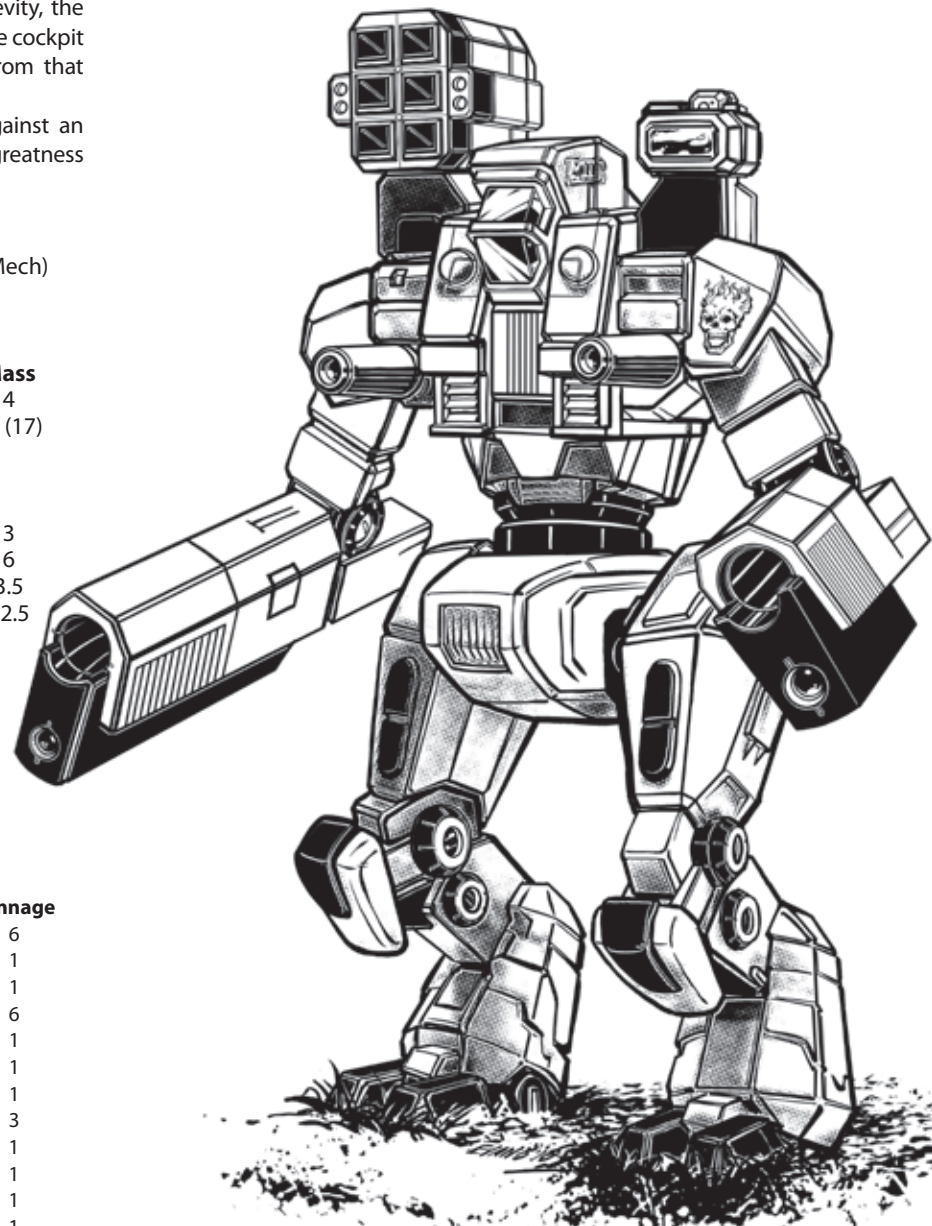 evity, the
e cockpit
rom that
gainst an
greatness
Mech)
Mass
4
(17)
3
6
3.5
2.5
nnage
6
1
1
6
1
1
1
3
1
1
1
1